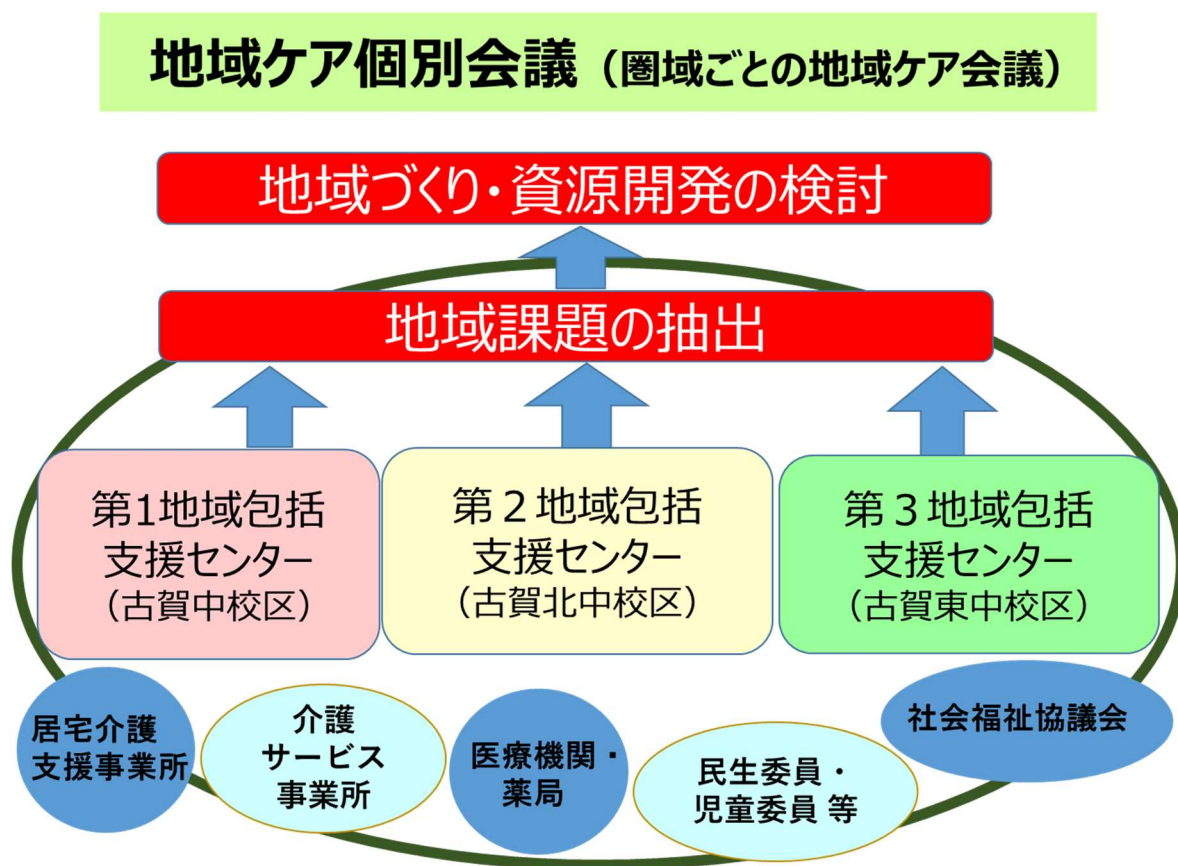 地域ケア個別会議（圏域ごとの地域ケア会議）
地域づくり・資源開発の検討
地域課題の抽出
第1地域包括
支援センター
（古賀中校区）
第２地域包括
支援センター
（古賀北中校区）
第３地域包括
支援センター
（古賀東中校区）
居宅介護
支援事業所
介護
サービス
事業所
医療機関・
薬局
民生委員・
児童委員 等
社会福祉協議会